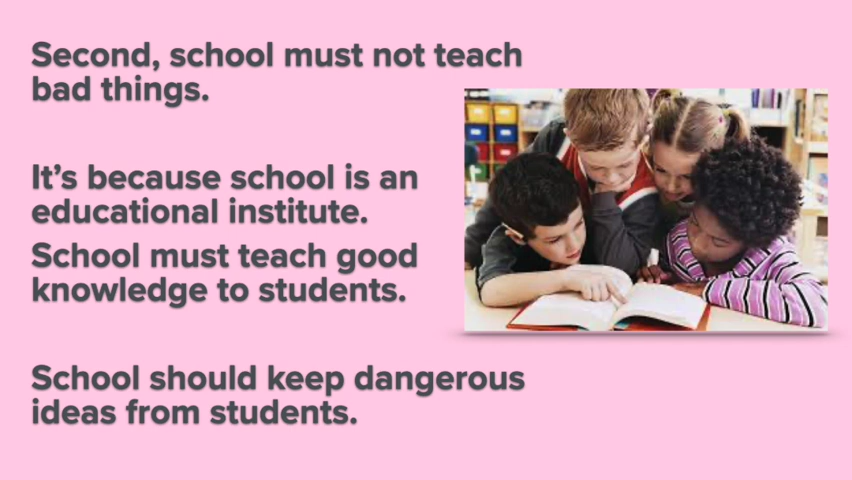 Second, school must not teach
bad things.
It’s because school is an
educational institute.
School must teach good
knowledge to students.
School should keep dangerous
ideas from students.